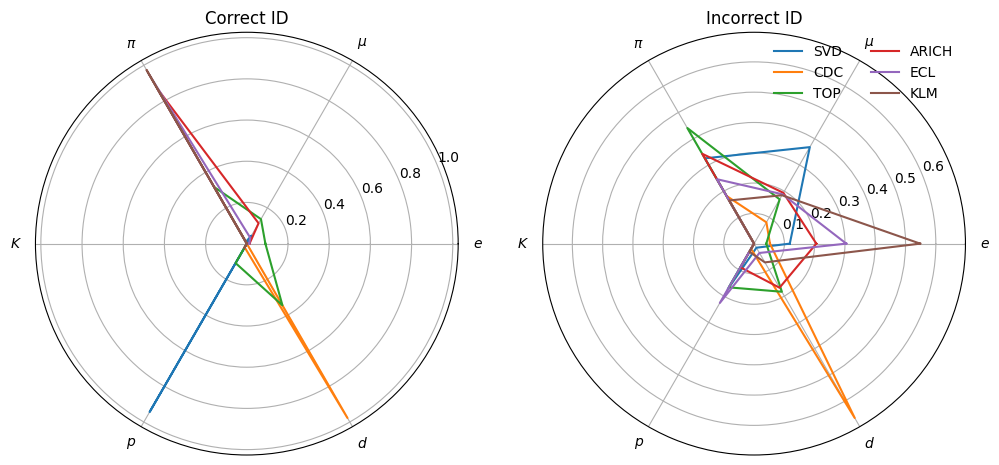 Correct ID
π
μ
1.0
0.8
0.6
0.4
0.2
K
e
p
d
Incorrect ID
π
μ
SVD
CDC
TOP
ARICH
ECL
KLM
0.6
0.5
0.4
0.3
0.2
0.1
K
e
p
d